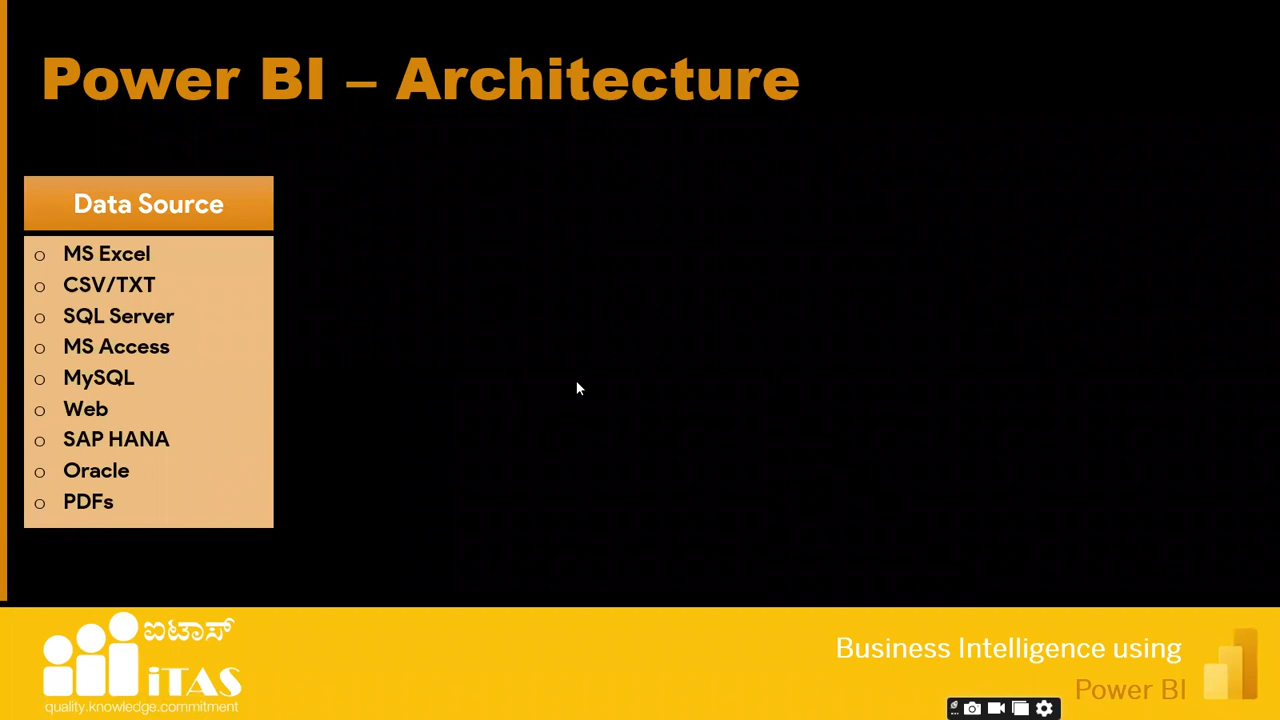 Power BI – Architecture
Data Source
o MS Excel
o CSV/TXT
o SQL Server
o MS Access
o MySQL
o Web
o SAP HANA
o Oracle
o PDFs
ಐಟಾಸ್
iTAS
quality.knowledge.commitment
Business Intelligence using
Power BI